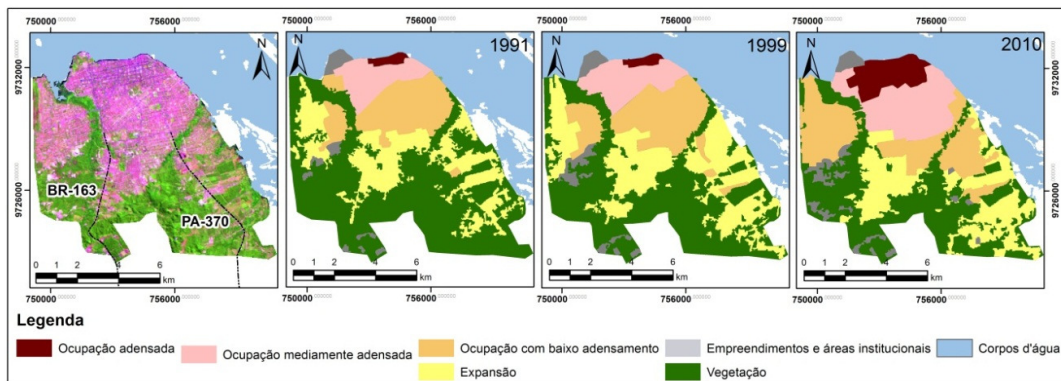 750000 756000 750000 756000 750000 756000 750000 756000
N 1991 N 1999 N 2010 N
9732000 9732000
9726000 9726000
BR-163
PA-370
0 1 2 4 6 km
0 1 2 4 6 km
0 1 2 4 6 km
0 1 2 4 6 km
750000 756000 750000 756000 750000 756000 750000 756000
Legenda
Ocupação adensada Ocupação mediamente adensada Ocupação com baixo adensamento Empreendimentos e áreas institucionais Corpos d'água
Expansão Vegetação